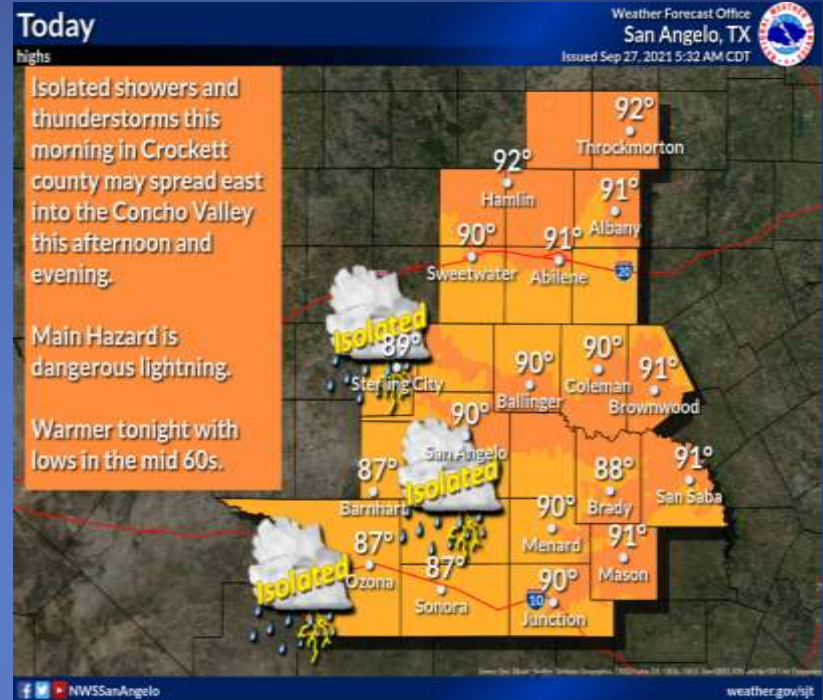 Today
Weather Forecast Office
San Angelo, TX
Issued Sep 27, 2021 5:32 AM CDT
highs
Isolated showers and
thunderstorms this
morning in Crockett
county may spread east
into the Concho Valley
this afternoon and
evening.
Main Hazard is
dangerous lightning.
Warmer tonight with
lows in the mid 60s.
92°
Throckmorton
92°
Hamlin
91°
Albany
90°
Sweetwater
91°
Abilene
20
Isolated
89°
Sterling City
90°
Ballinger
90°
Coleman
91°
Brownwood
90°
San Angelo
Isolated
87°
Barnhart
88°
Brady
91°
San Saba
90°
Menard
91°
Mason
Isolated
87°
Ozona
87°
Sonora
90°
10
Junction
NWSSanAngelo
weather.gov/sjt